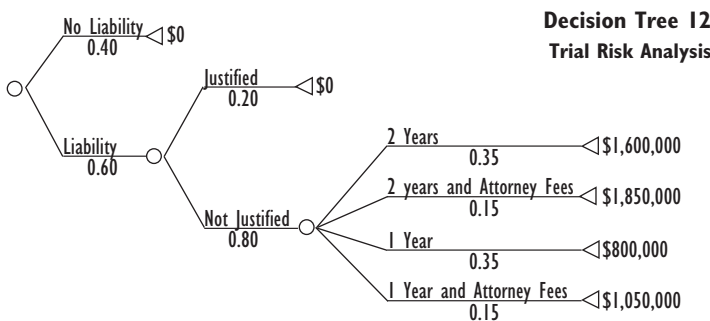 Decision Tree 12
Trial Risk Analysis
No Liability
0.40
$0
Justified
0.20
$0
Liability
0.60
2 Years
0.35
$1,600,000
2 years and Attorney Fees
0.15
$1,850,000
Not Justified
0.80
1 Year
0.35
$800,000
1 Year and Attorney Fees
0.15
$1,050,000